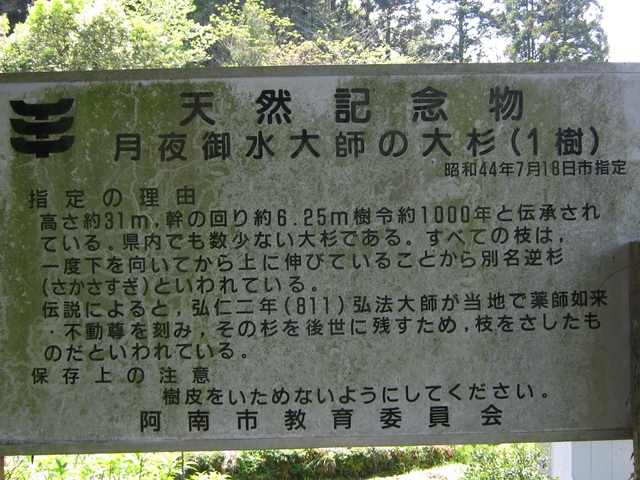 天然記念物
月夜御水大師の大杉(1樹)
昭和44年7月18日市指定
指定の理由
高さ約31m,幹の回り約6.25m樹令約1000年と伝承され
ている。県内でも数少ない大杉である。すべての枝は,
一度下を向いてから上に伸びていることから別名逆杉
(さかさすぎ)といわれている。
伝説によると,弘仁二年(811)弘法大師が当地で薬師如来
・不動尊を刻み,その杉を後世に残すため,枝をさしたも
のだといわれている。
保存上の注意
樹皮をいためないようにしてください。
阿南市教育委員会